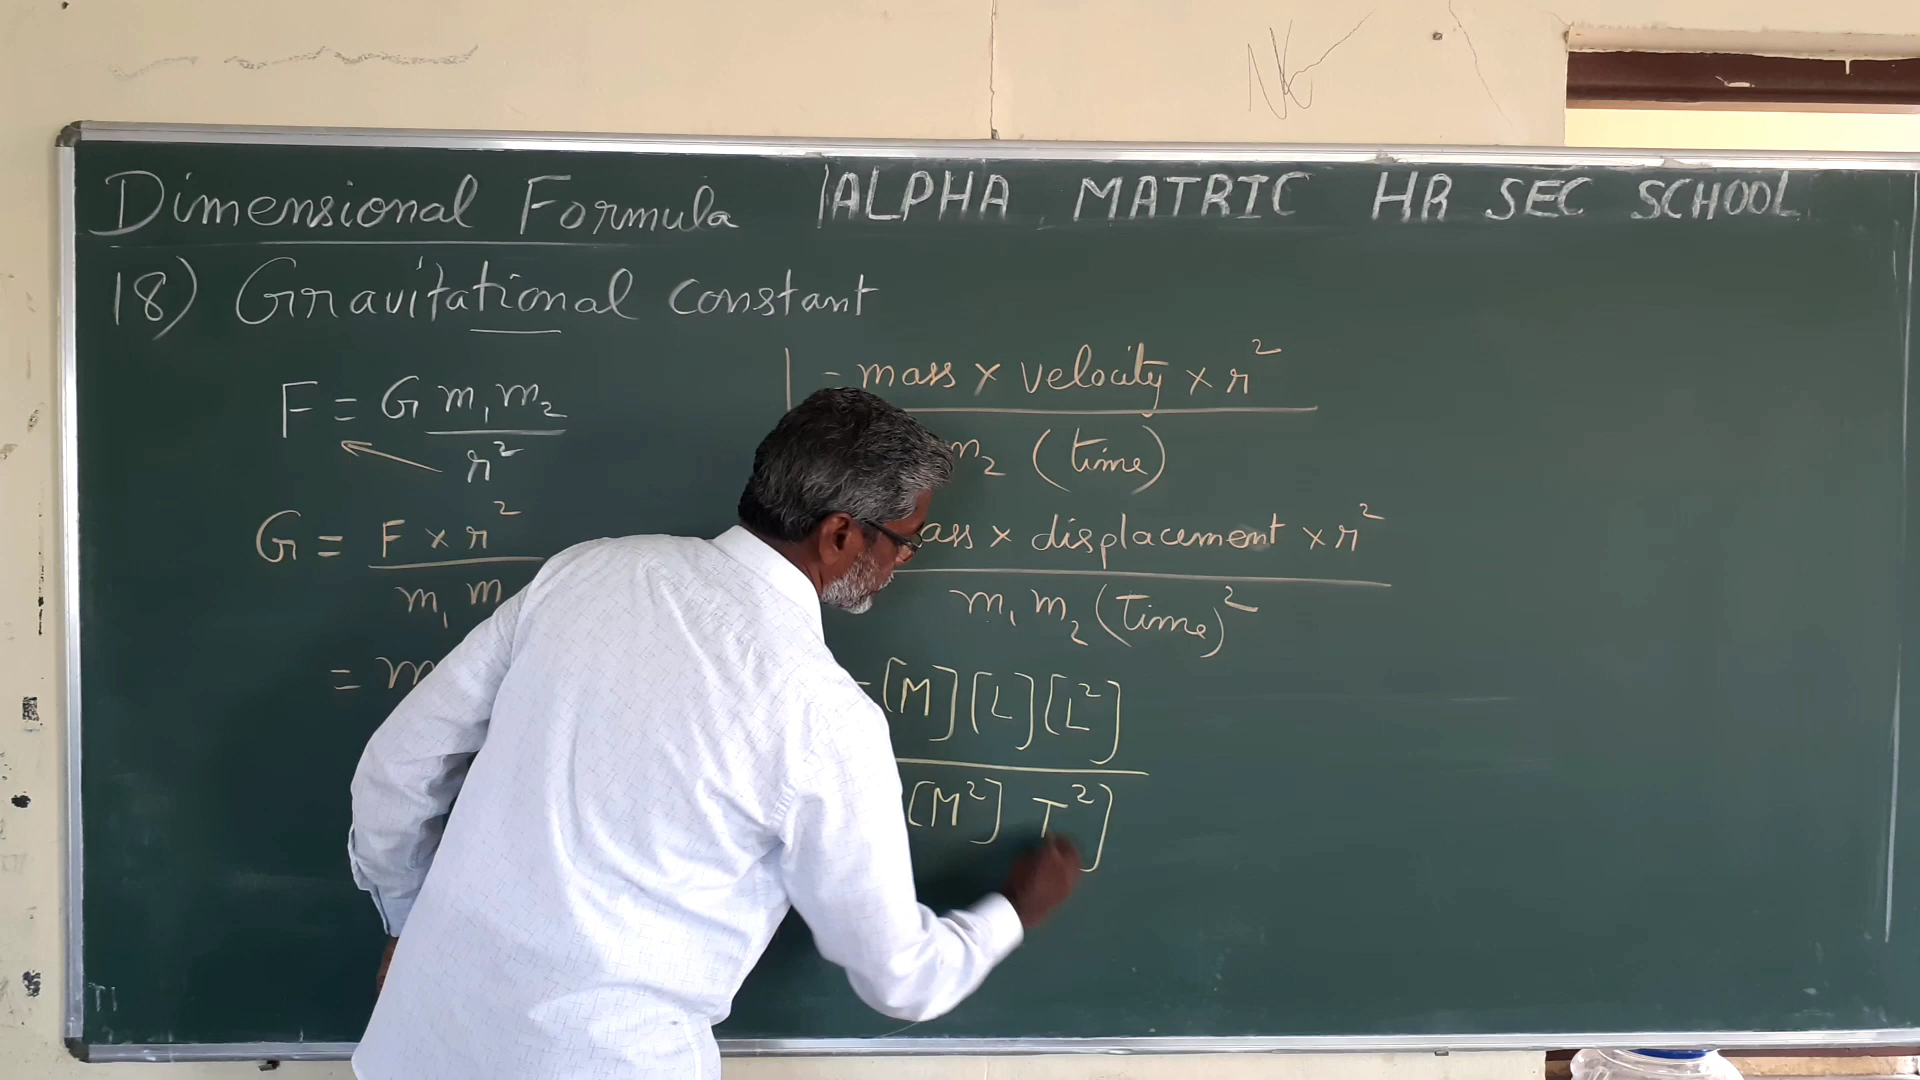 Dimensional Formula ALPHA MATRIC HR SEC SCHOOL
18) Gravitational constant
F = G m₁m₂
r²
G = F × r²
m₁ m
= m
= mass × velocity × r²
m₂ (time)
ass × displacement × r²
m₁ m₂ (Time)²
= [M] [L] [L²]
[M²] T²]